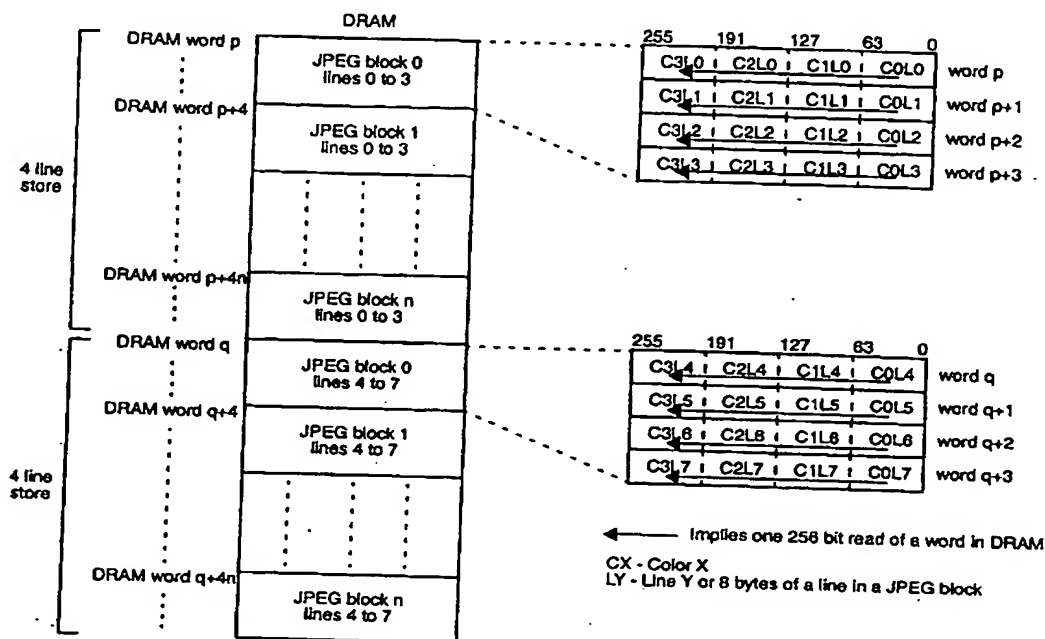 DRAM
DRAM word p
JPEG block 0
lines 0 to 3
DRAM word p+4
JPEG block 1
lines 0 to 3
4 line
store
DRAM word p+4n
JPEG block n
lines 0 to 3
DRAM word q
JPEG block 0
lines 4 to 7
DRAM word q+4
JPEG block 1
lines 4 to 7
4 line
store
DRAM word q+4n
JPEG block n
lines 4 to 7
255 191 127 63 0
C3L0 C2L0 C1L0 C0L0 word p
C3L1 C2L1 C1L1 C0L1 word p+1
C3L2 C2L2 C1L2 C0L2 word p+2
C3L3 C2L3 C1L3 C0L3 word p+3
255 191 127 63 0
C3L4 C2L4 C1L4 C0L4 word q
C3L5 C2L5 C1L5 C0L5 word q+1
C3L6 C2L6 C1L6 C0L6 word q+2
C3L7 C2L7 C1L7 C0L7 word q+3
Implies one 256 bit read of a word in DRAM
CX - Color X
LY - Line Y or 8 bytes of a line in a JPEG block